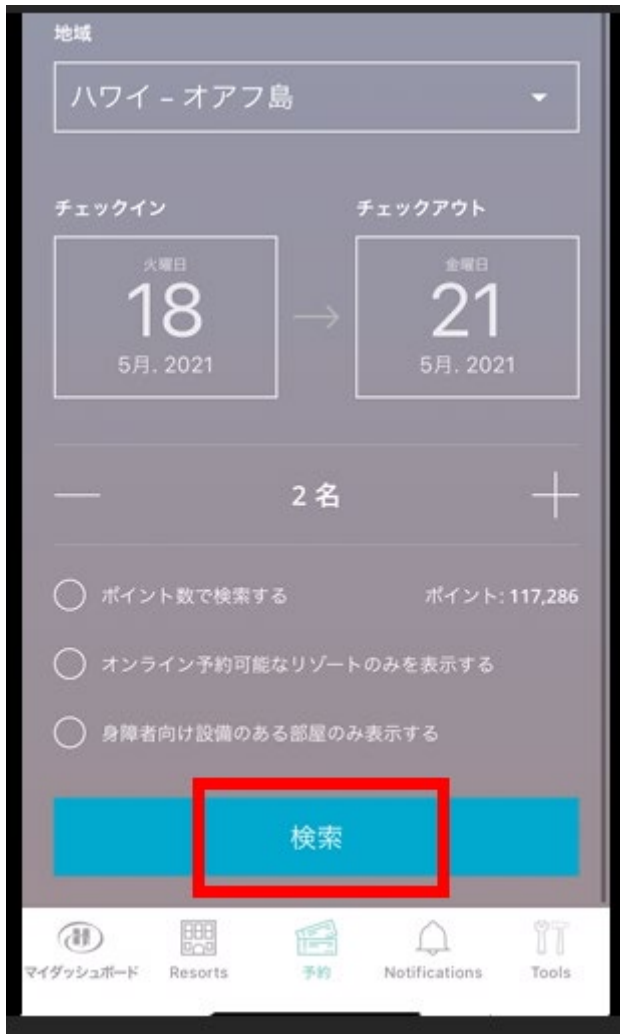 地域
ハワイ – オアフ島
チェックイン チェックアウト
火曜日 金曜日
18 21
5月. 2021 5月. 2021
2 名
ポイント数で検索する ポイント: 117,286
オンライン予約可能なリゾートのみを表示する
身障者向け設備のある部屋のみ表示する
検索
マイダッシュボード Resorts 予約 Notifications Tools